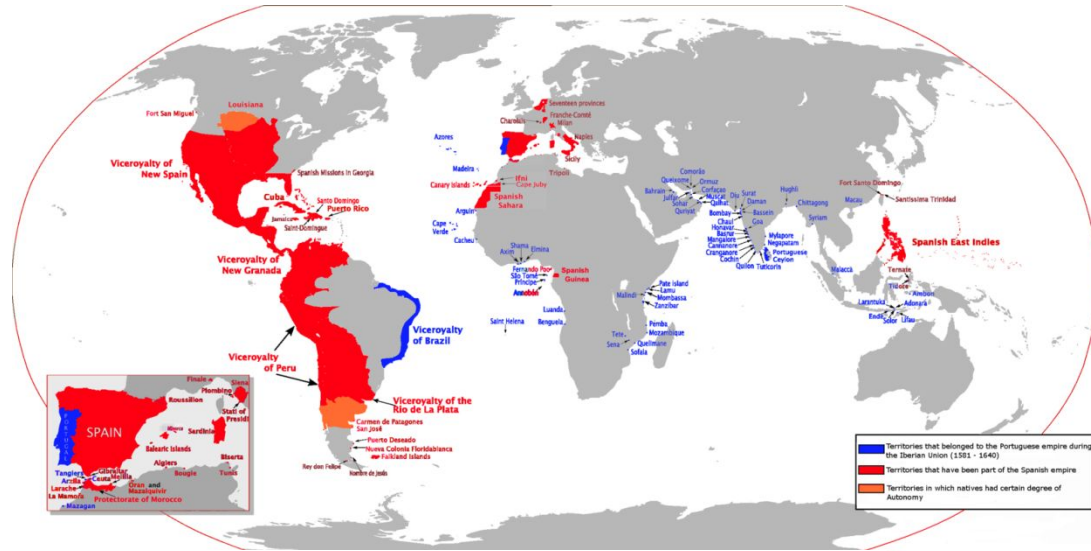 Louisiana
Fort San Miguel
Viceroyalty of
New Spain
Spanish Missions in Georgia
Cuba
Santo Domingo
Puerto Rico
Jamaica
Saint-Domingue
Viceroyalty of
New Granada
Viceroyalty
of Peru
Viceroyalty
of Brazil
Viceroyalty of the
Rio de La Plata
Carmen de Patagones
San José
Puerto Deseado
Nueva Colonia Floridablanca
Falkland Islands
Rey don Felipe
Nombre de Jesús
Azores
Madeira
Canary Islands
Ifni
Cape Juby
Spanish
Sahara
Arguin
Cape
Verde
Cacheu
Seventeen provinces
Franche-Comté
Charolais
Milan
Naples
Sicily
Tripoli
Shama
Elmina
Axim
Fernando Poo
São Tomé
Príncipe
Annobón
Spanish
Guinea
Luanda
Benguela
Saint Helena
Malindi
Pate island
Lamu
Mombassa
Zanzibar
Pemba
Mozambique
Quelimane
Sofala
Tete
Sena
Comorão
Queixome
Ormuz
Corfaçao
Bahrain
Julfar
Muscat
Sohar
Qalhat
Quriyat
Diu
Surat
Daman
Bombay
Bassein
Chaul
Goa
Honavar
Basrur
Mangalore
Cannanore
Cranganore
Cochin
Quilon
Tuticorin
Mylapore
Negapatam
Portuguese
Ceylon
Hughli
Chittagong
Syriam
Macau
Fort Santo Domingo
Santissima Trinidad
Spanish East Indies
Malacca
Ternate
Tidore
Ambon
Larantuka
Adonara
Ende
Solor
Lifau
PORTUGAL
SPAIN
Finale
Siena
Piombino
Roussillon
Stati of
Presidi
Sardinia
Balearic Islands
Tangiers
Gibraltar
Ceuta
Melilla
Arzila
Larache
La Mamora
Oran and
Mazalquivir
Algiers
Bougie
Biserta
Tunis
Protectorate of Morocco
Mazagan
Territories that belonged to the Portuguese empire during
the Iberian Union (1581 - 1640)
Territories that have been part of the Spanish empire
Territories in which natives had certain degree of
Autonomy